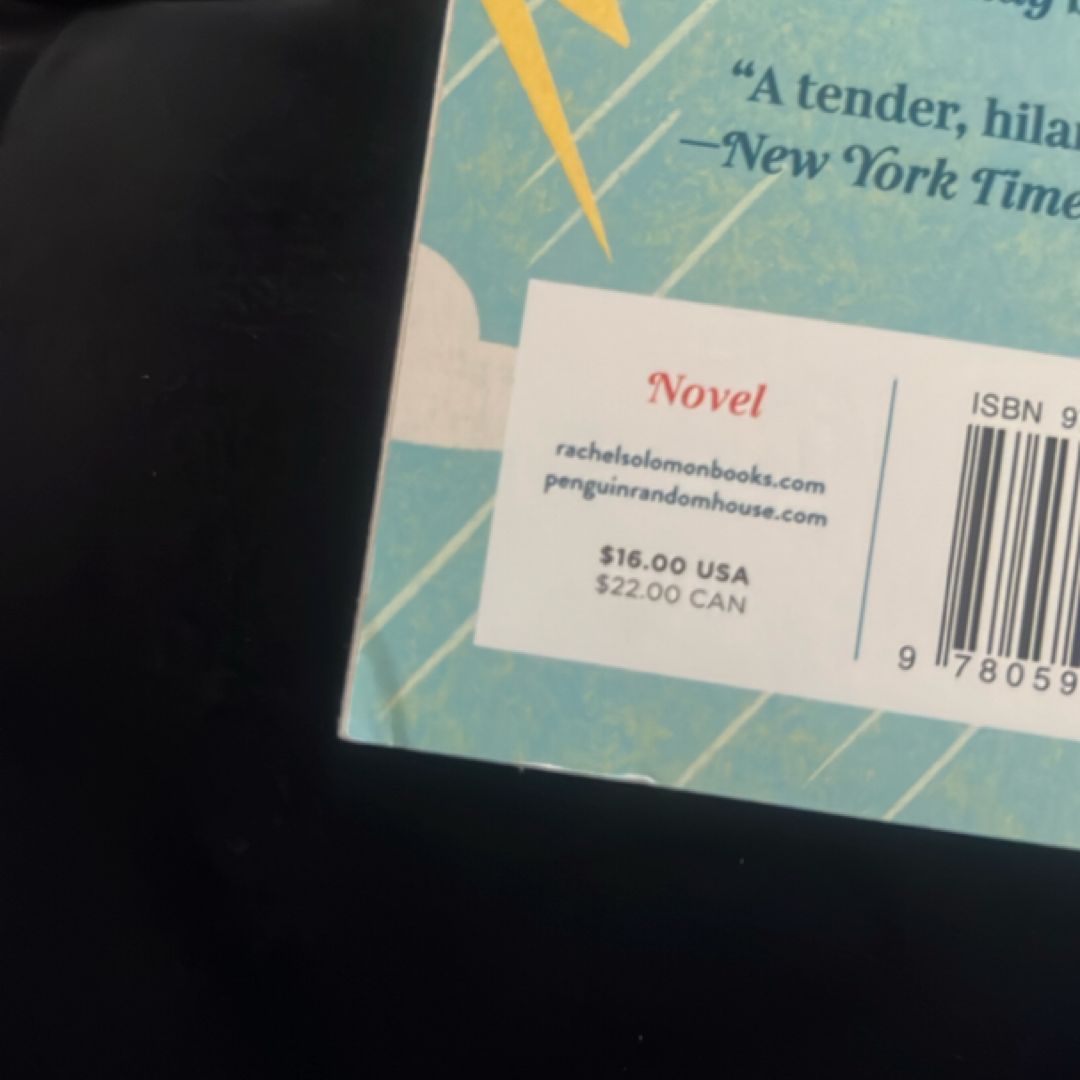 “A tender, hilar
—New York Time
Novel
rachelsolomonbooks.com
penguinrandomhouse.com
$16.00 USA
$22.00 CAN
ISBN 9
9 78059